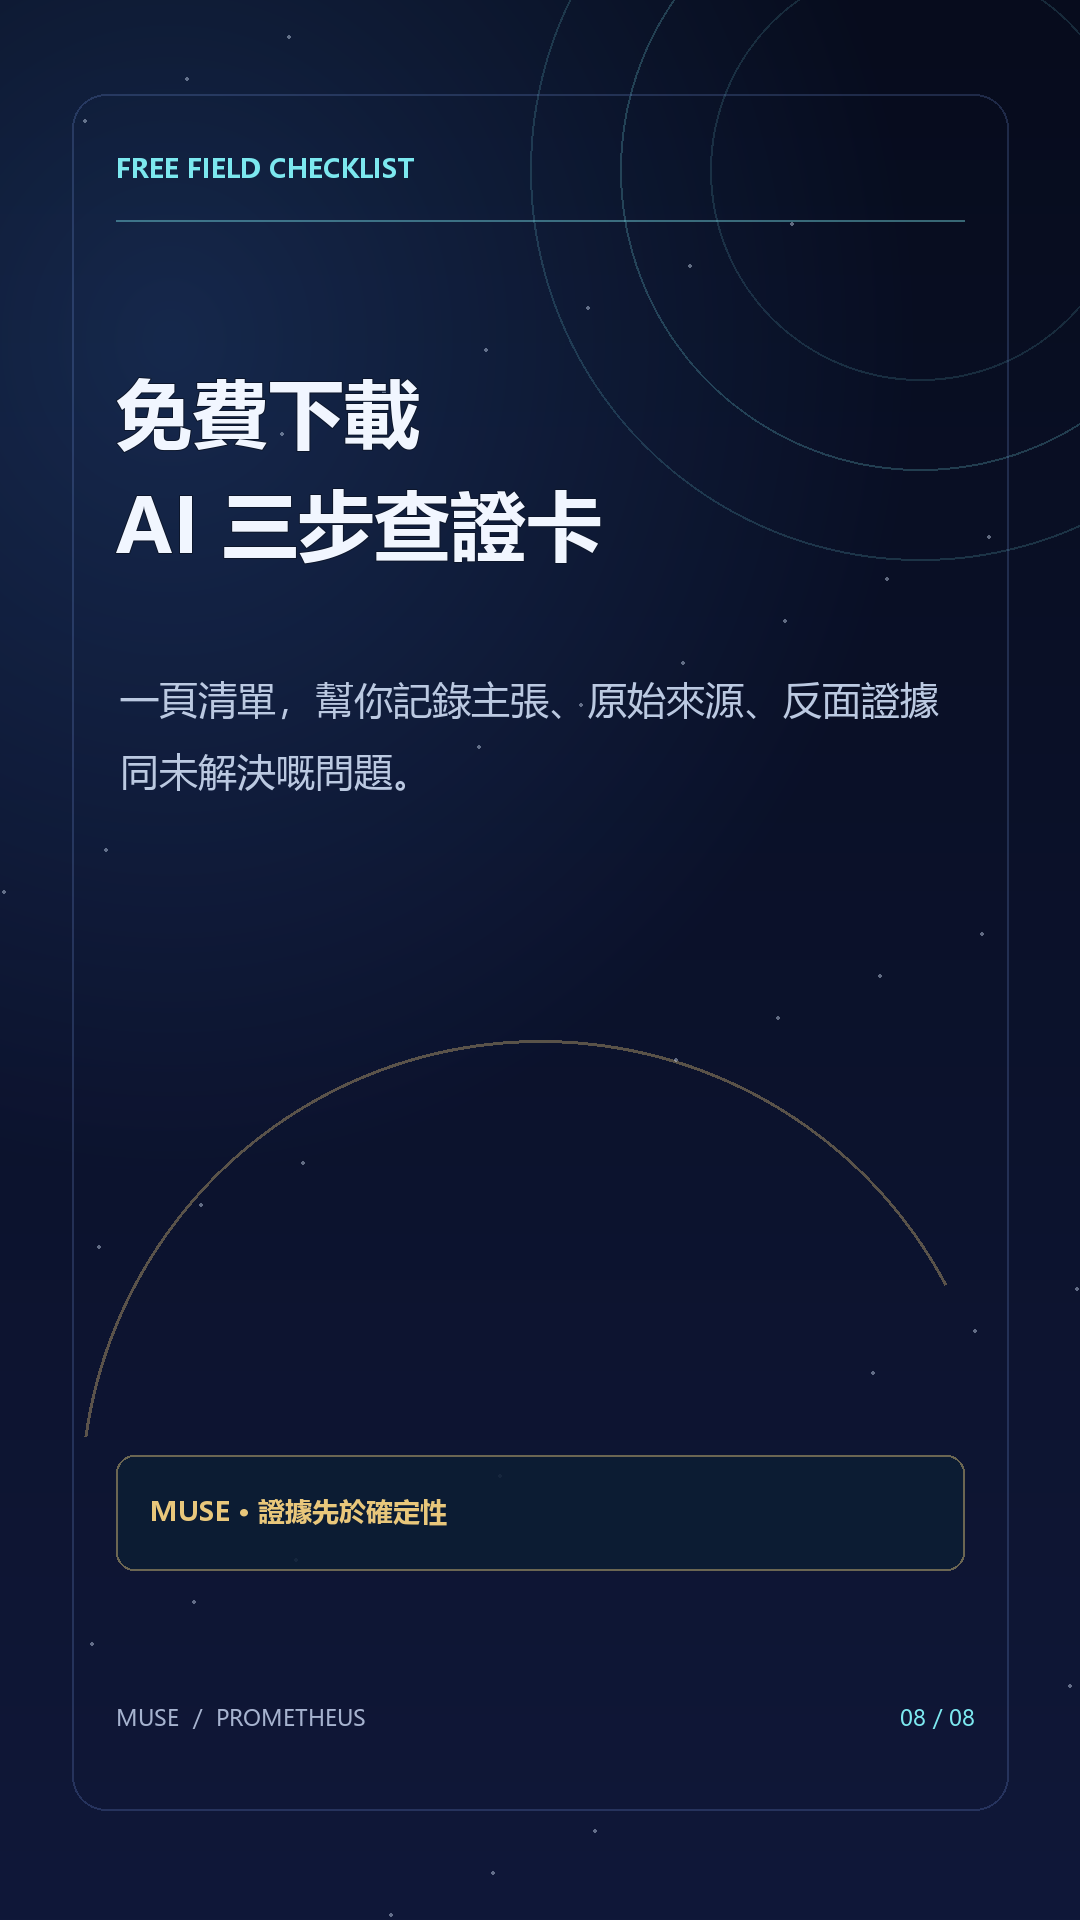 FREE FIELD CHECKLIST
免費下載
AI 三步查證卡
一頁清單，幫你記錄主張、原始來源、反面證據
同未解決嘅問題。
MUSE • 證據先於確定性
MUSE / PROMETHEUS
08 / 08